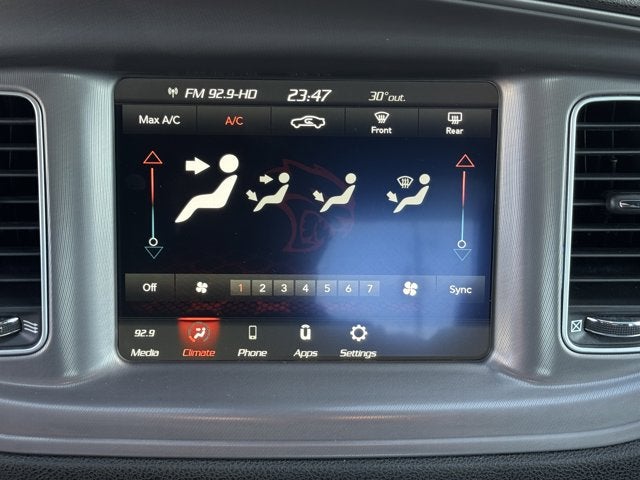 FM 92.9-HD 23:47 30°out.
Max A/C A/C Front Rear
Off 1 2 3 4 5 6 7 Sync
92.9
Media Climate Phone Apps Settings